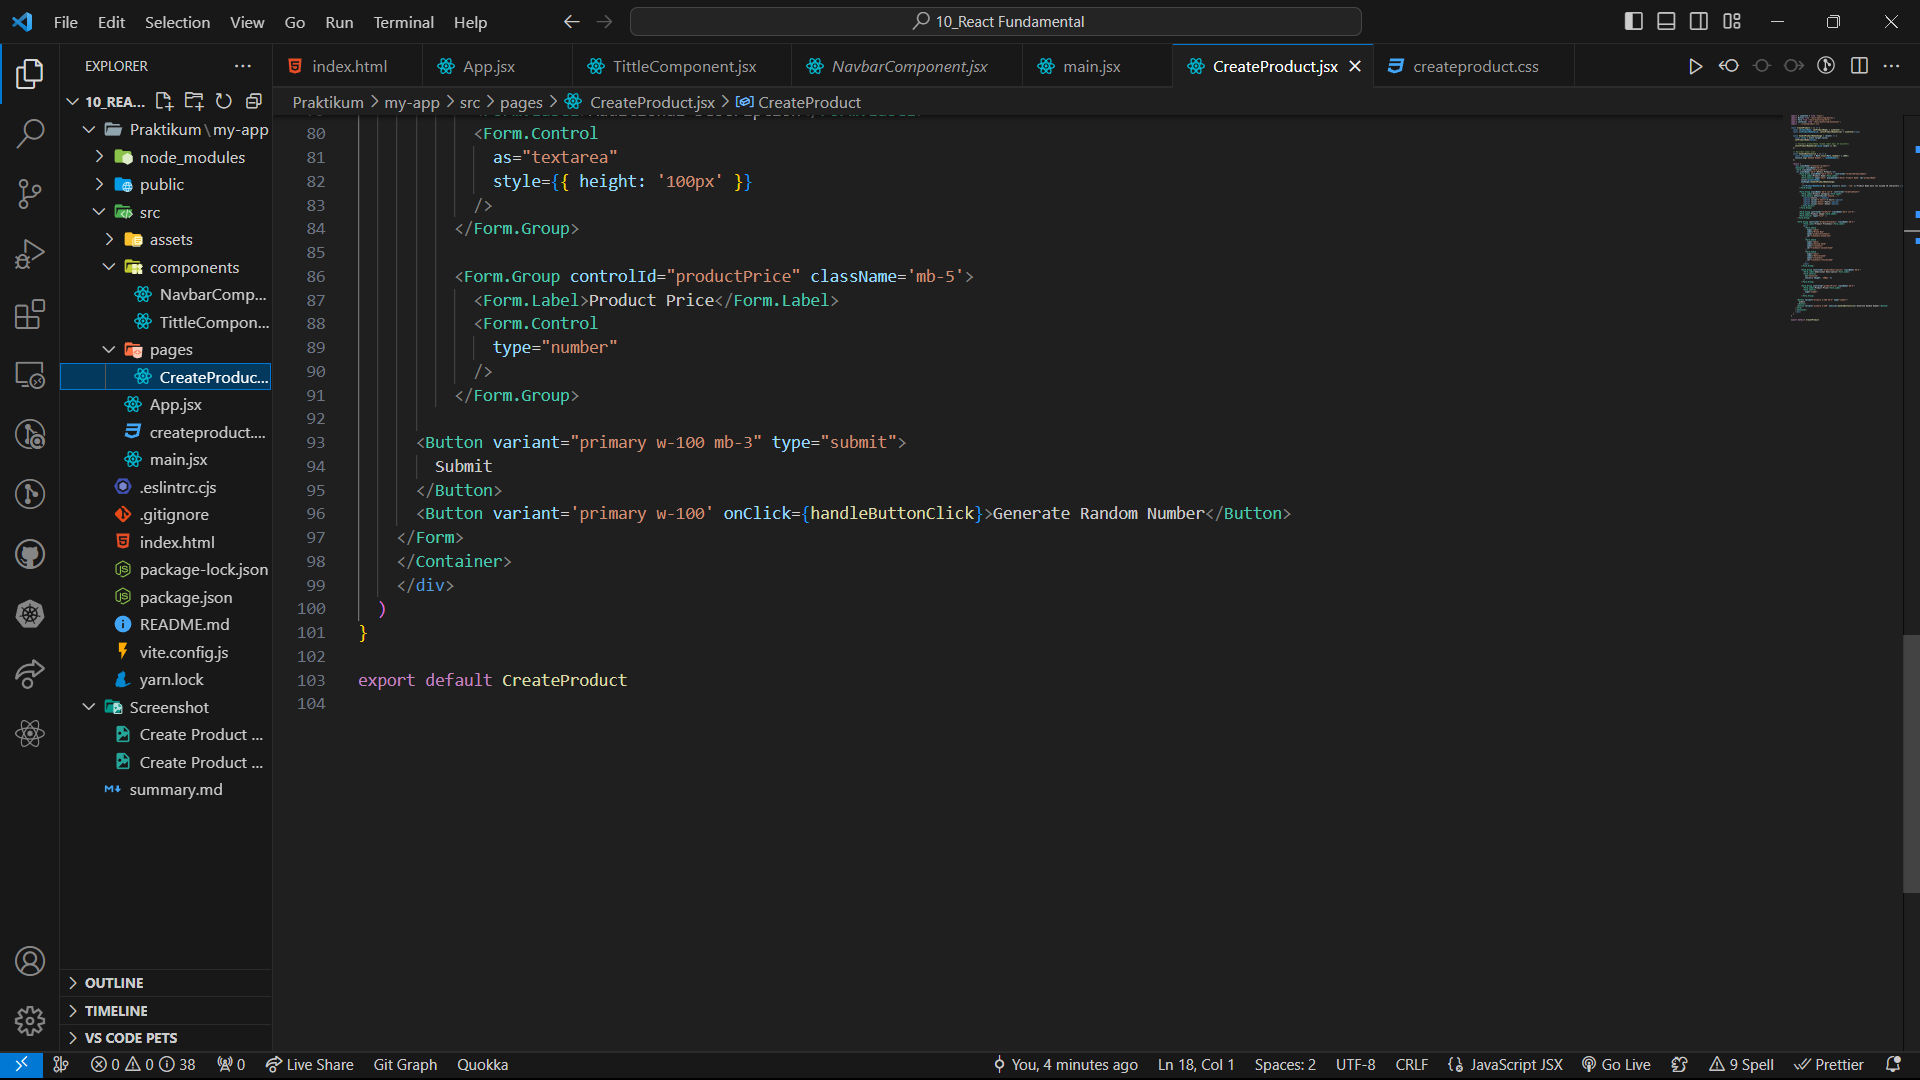 File Edit Selection View Go Run Terminal Help
10_React Fundamental
EXPLORER
10_REA...
Praktikum\my-app
node_modules
public
src
assets
components
NavbarComp...
TittleCompon...
pages
CreateProduc...
App.jsx
createproduct....
main.jsx
.eslintrc.cjs
.gitignore
index.html
package-lock.json
package.json
README.md
vite.config.js
yarn.lock
Screenshot
Create Product ...
Create Product ...
summary.md
OUTLINE
TIMELINE
VS CODE PETS
index.html App.jsx TittleComponent.jsx NavbarComponent.jsx main.jsx CreateProduct.jsx createproduct.css
Praktikum > my-app > src > pages > CreateProduct.jsx > CreateProduct
80 <Form.Control
81 as="textarea"
82 style={{ height: '100px' }}
83 />
84 </Form.Group>
85
86 <Form.Group controlId="productPrice" className='mb-5'>
87 <Form.Label>Product Price</Form.Label>
88 <Form.Control
89 type="number"
90 />
91 </Form.Group>
92
93 <Button variant="primary w-100 mb-3" type="submit">
94 Submit
95 </Button>
96 <Button variant='primary w-100' onClick={handleButtonClick}>Generate Random Number</Button>
97 </Form>
98 </Container>
99 </div>
100 )
101 }
102
103 export default CreateProduct
104
0 0 38 0 Live Share Git Graph Quokka You, 4 minutes ago Ln 18, Col 1 Spaces: 2 UTF-8 CRLF JavaScript JSX Go Live 9 Spell Prettier